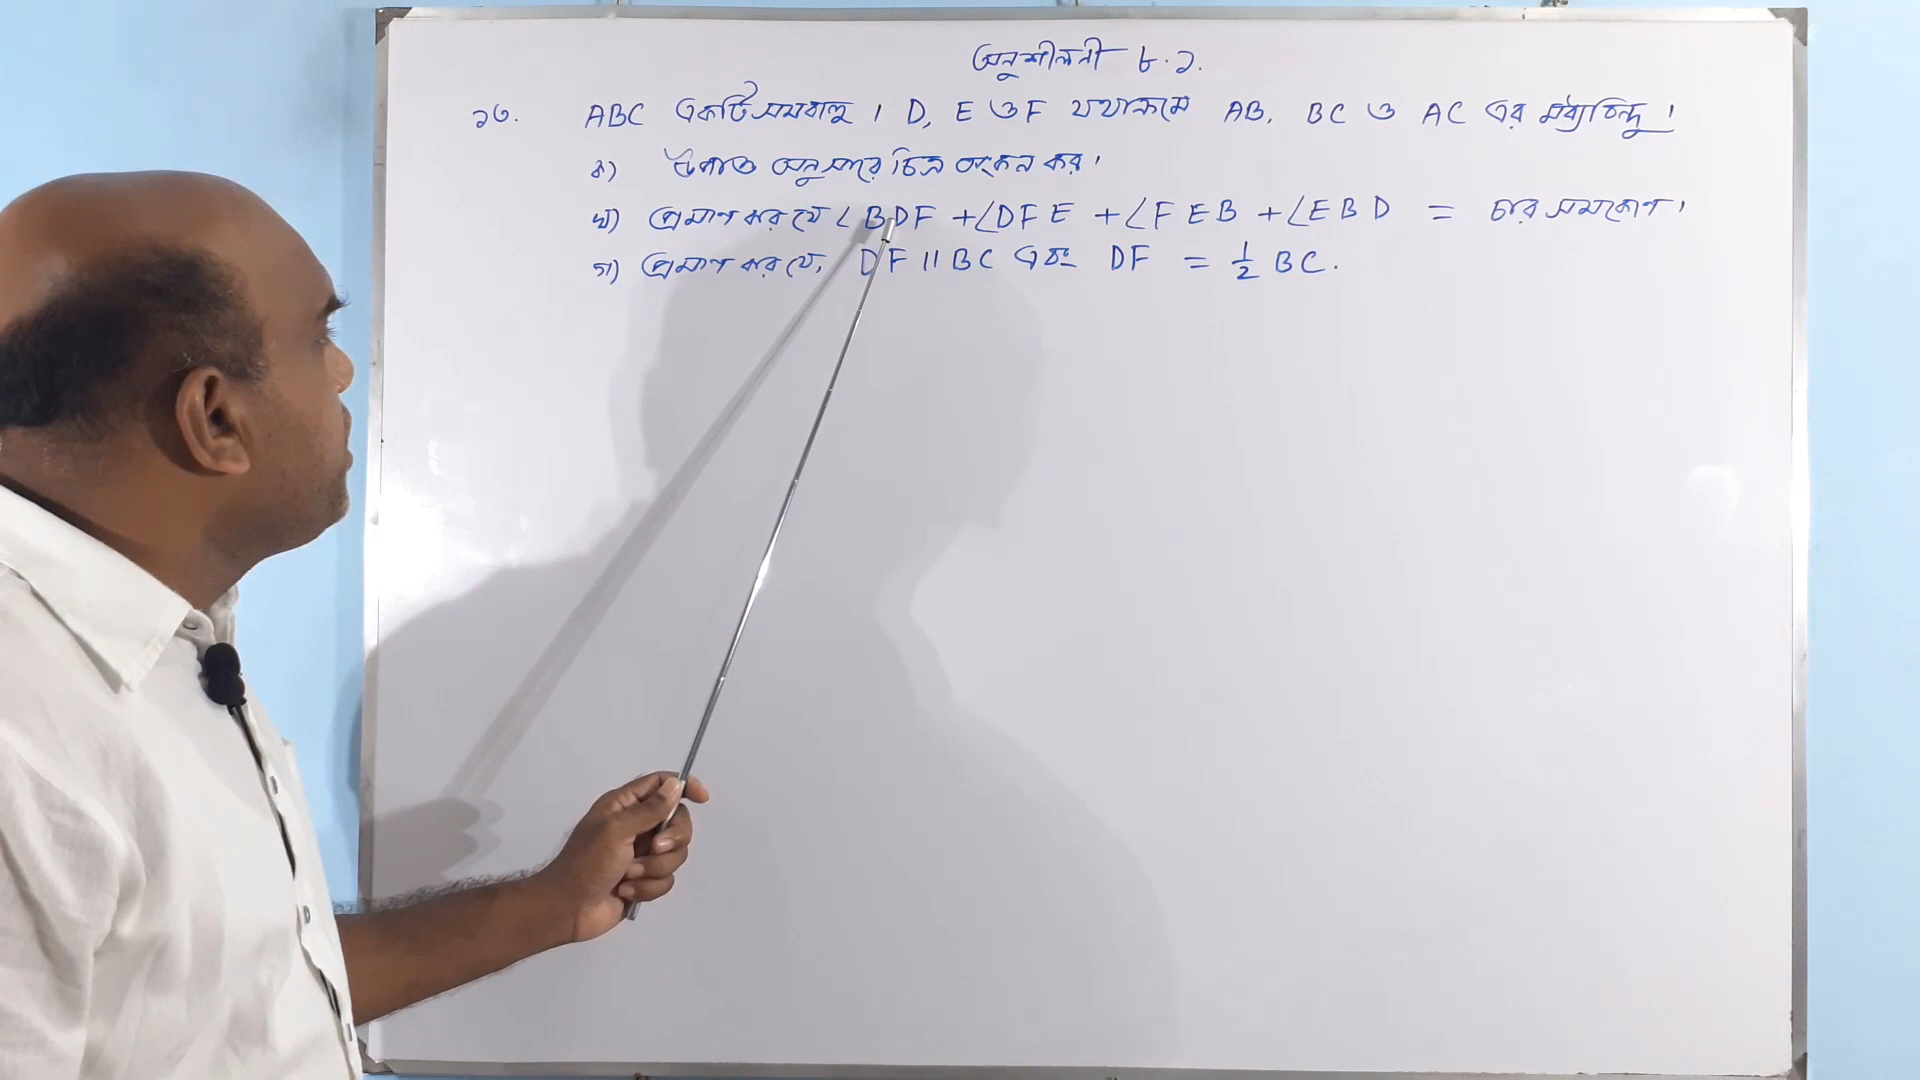 অনুশীলনী ৮.১.
১৩. ABC একটি সমবাহু । D, E ও F যথাক্রমে AB, BC ও AC এর মধ্যবিন্দু ।
ক) উপাত্ত অনুসারে চিত্র অংকন কর।
খ) প্রমাণ কর যে ∠BDF + ∠DFE + ∠FEB + ∠EBD = চার সমকোণ।
গ) প্রমাণ কর যে, DF || BC এবং DF = 1/2 BC.